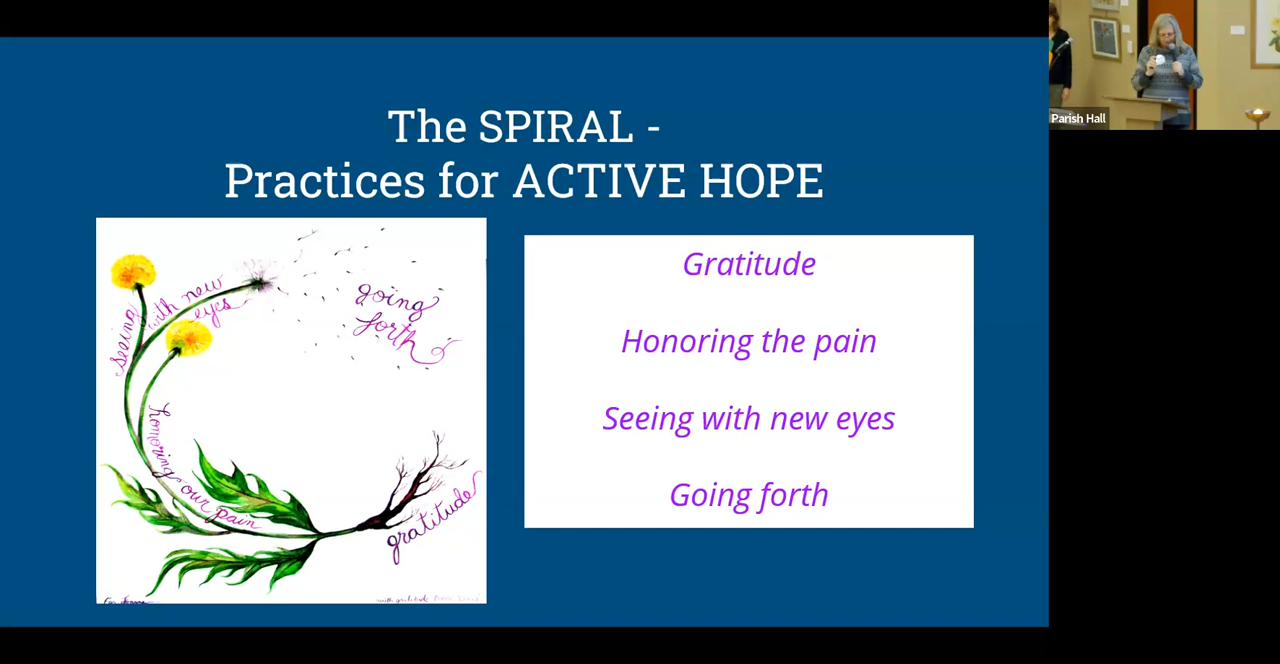 The SPIRAL -
Practices for ACTIVE HOPE
seeing with new eyes
going
forth
honoring our pain
gratitude
Gratitude
Honoring the pain
Seeing with new eyes
Going forth
Parish Hall